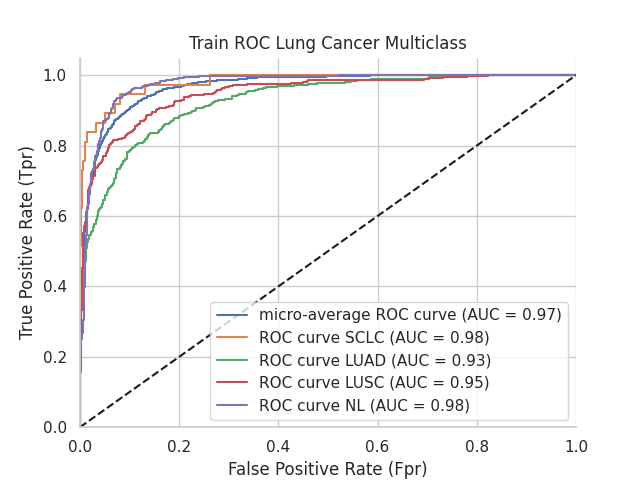 Train ROC Lung Cancer Multiclass
True Positive Rate (Tpr)
1.0
0.8
0.6
0.4
0.2
0.0
micro-average ROC curve (AUC = 0.97)
ROC curve SCLC (AUC = 0.98)
ROC curve LUAD (AUC = 0.93)
ROC curve LUSC (AUC = 0.95)
ROC curve NL (AUC = 0.98)
0.0 0.2 0.4 0.6 0.8 1.0
False Positive Rate (Fpr)